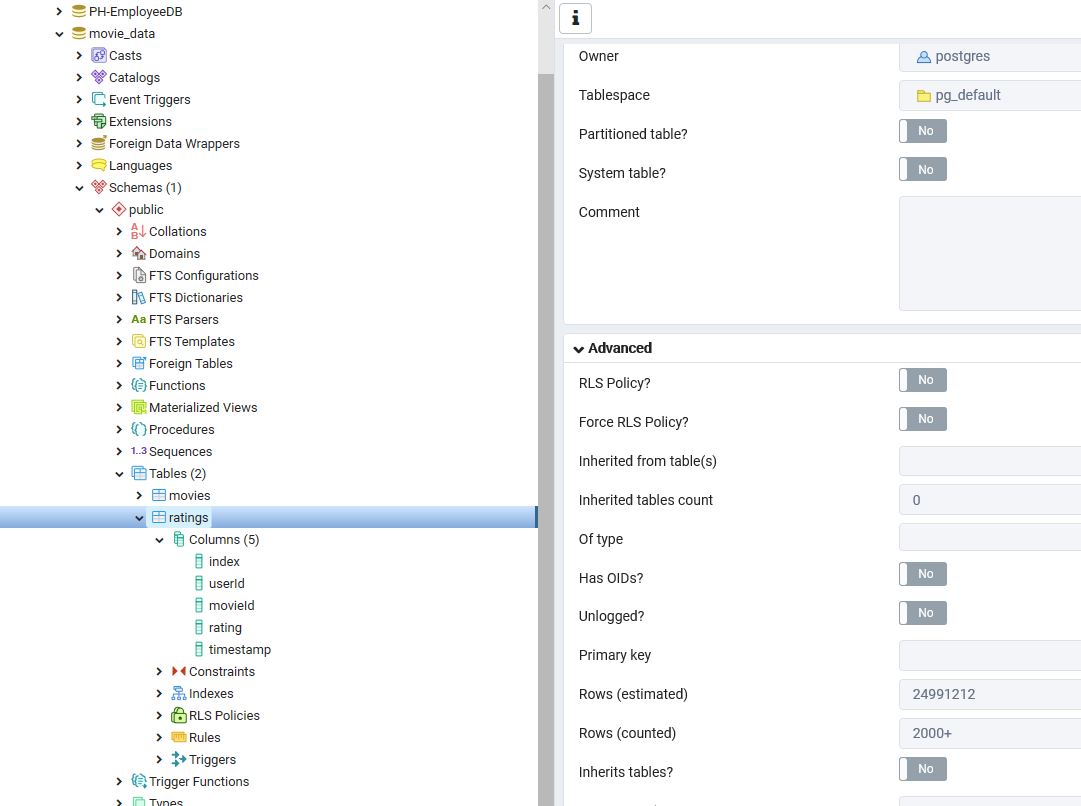 PH-EmployeeDB
movie_data
Casts
Catalogs
Event Triggers
Extensions
Foreign Data Wrappers
Languages
Schemas (1)
public
Collations
Domains
FTS Configurations
FTS Dictionaries
Aa FTS Parsers
FTS Templates
Foreign Tables
Functions
Materialized Views
Procedures
1..3 Sequences
Tables (2)
movies
ratings
Columns (5)
index
userId
movieId
rating
timestamp
Constraints
Indexes
RLS Policies
Rules
Triggers
Trigger Functions
Types
i
Owner postgres
Tablespace pg_default
Partitioned table? No
System table? No
Comment
Advanced
RLS Policy? No
Force RLS Policy? No
Inherited from table(s)
Inherited tables count 0
Of type
Has OIDs? No
Unlogged? No
Primary key
Rows (estimated) 24991212
Rows (counted) 2000+
Inherits tables? No